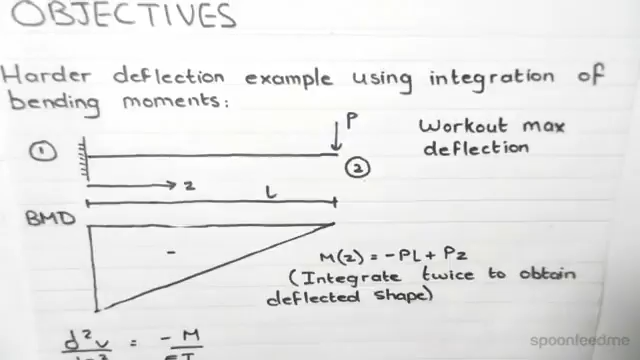 OBJECTIVES
Harder deflection example using integration of
bending moments:
P
Workout max
deflection
1
2
z
L
BMD
-
M(z) = -PL + Pz
(Integrate twice to obtain
deflected shape)
d²v = -M
spoonfeedme